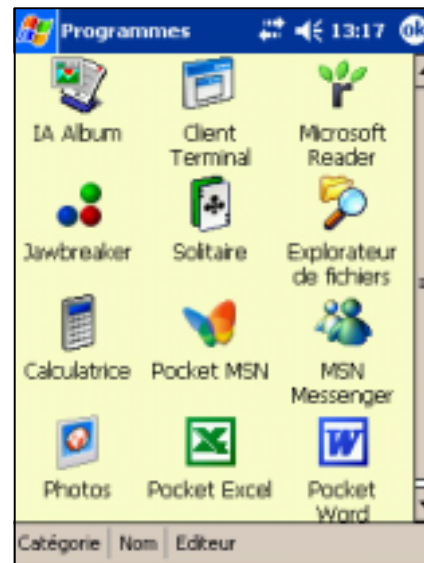 Programmes 13:17 ok
IA Album Client Terminal Microsoft Reader
Jawbreaker Solitaire Explorateur de fichiers
Calculatrice Pocket MSN MSN Messenger
Photos Pocket Excel Pocket Word
Catégorie Nom Editeur